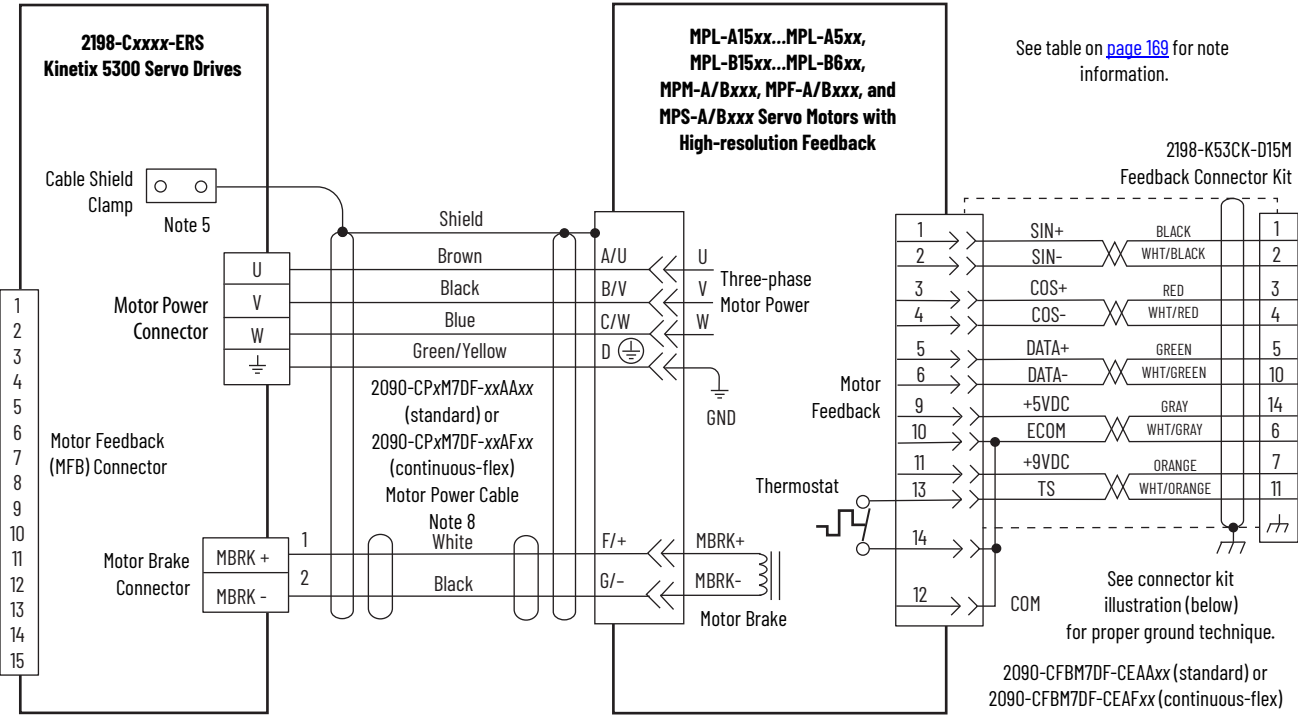 2198-Cxxxx-ERS
Kinetix 5300 Servo Drives
MPL-A15xx...MPL-A5xx,
MPL-B15xx...MPL-B6xx,
MPM-A/Bxxx, MPF-A/Bxxx, and
MPS-A/Bxxx Servo Motors with
High-resolution Feedback
See table on page 169 for note
information.
2198-K53CK-D15M
Feedback Connector Kit
Cable Shield
Clamp
Note 5
Shield
Brown
Black
Blue
Green/Yellow
Motor Power
Connector
U
V
W
A/U
B/V
C/W
D
U
V
W
Three-phase
Motor Power
GND
2090-CPxM7DF-xxAAxx
(standard) or
2090-CPxM7DF-xxAFxx
(continuous-flex)
Motor Power Cable
Note 8
1
2
3
4
5
6
7
8
9
10
11
12
13
14
15
Motor Feedback
(MFB) Connector
Motor Brake
Connector
MBRK +
MBRK -
1
2
White
Black
F/+
G/–
MBRK+
MBRK-
Motor Brake
Motor
Feedback
Thermostat
1 SIN+ BLACK 1
2 SIN- WHT/BLACK 2
3 COS+ RED 3
4 COS- WHT/RED 4
5 DATA+ GREEN 5
6 DATA- WHT/GREEN 10
9 +5VDC GRAY 14
10 ECOM WHT/GRAY 6
11 +9VDC ORANGE 7
13 TS WHT/ORANGE 11
14
12 COM
See connector kit
illustration (below)
for proper ground technique.
2090-CFBM7DF-CEAAxx (standard) or
2090-CFBM7DF-CEAFxx (continuous-flex)